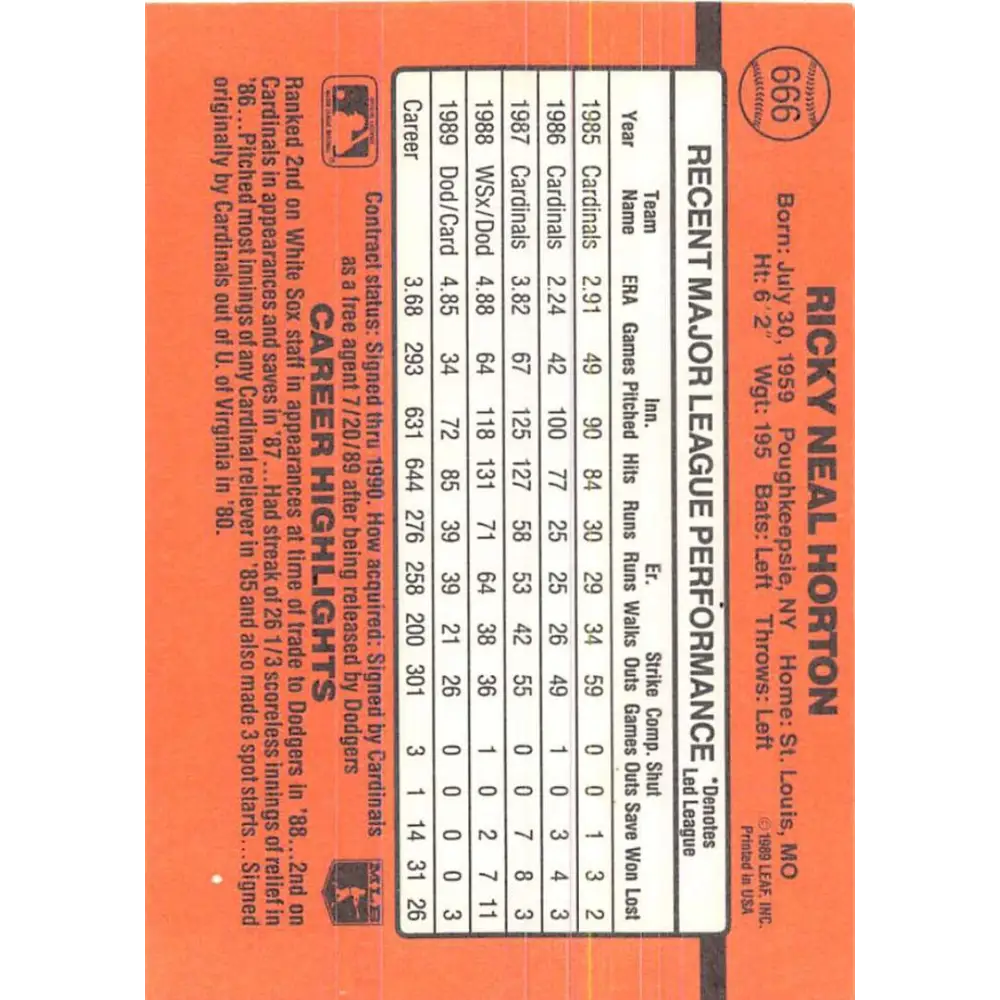 666
RICKY NEAL HORTON
Born: July 30, 1959 Poughkeepsie, NY Home: St. Louis, MO
Ht: 6'2" Wgt: 195 Bats: Left Throws: Left
© 1989 LEAF, INC.
Printed in USA
RECENT MAJOR LEAGUE PERFORMANCE
*Denotes
Led League
Team Inn. Er. Strike Comp. Shut
Year Name ERA Games Pitched Hits Runs Runs Walks Outs Games Outs Save Won Lost
1985 Cardinals 2.91 49 90 84 30 29 34 59 0 0 1 3 2
1986 Cardinals 2.24 42 100 77 25 25 26 49 1 0 3 4 3
1987 Cardinals 3.82 67 125 127 58 53 42 55 0 0 7 8 3
1988 WSx/Dod 4.88 64 118 131 71 64 38 36 1 0 2 7 11
1989 Dod/Card 4.85 34 72 85 39 39 21 26 0 0 0 0 3
Career 3.68 293 631 644 276 258 200 301 3 1 14 31 26
Contract status: Signed thru 1990. How acquired: Signed by Cardinals
as a free agent 7/20/89 after being released by Dodgers
MLB
CAREER HIGHLIGHTS
Ranked 2nd on White Sox staff in appearances at time of trade to Dodgers in '88...2nd on
Cardinals in appearances and saves in '87...Had streak of 26 1/3 scoreless innings of relief in
'86...Pitched most innings of any Cardinal reliever in '85 and also made 3 spot starts...Signed
originally by Cardinals out of U. of Virginia in '80.